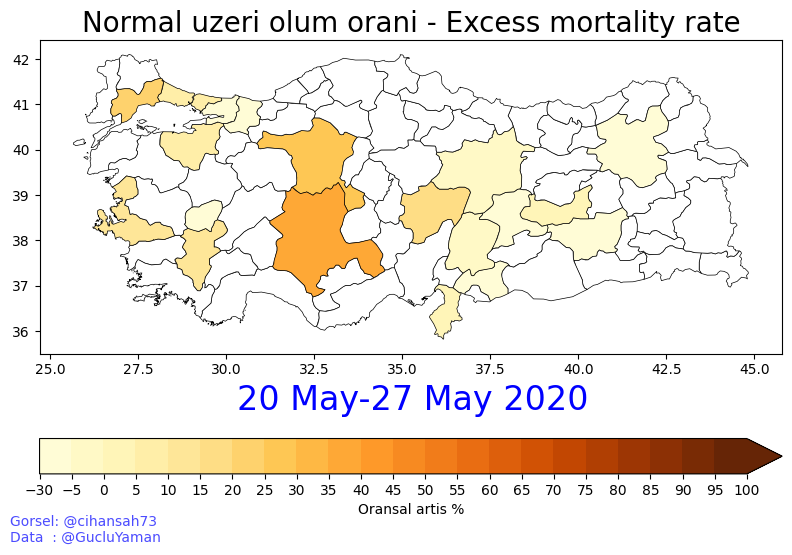 Normal uzeri olum orani - Excess mortality rate
42
41
40
39
38
37
36
25.0 27.5 30.0 32.5 35.0 37.5 40.0 42.5 45.0
20 May-27 May 2020
−30 −5 0 5 10 15 20 25 30 35 40 45 50 55 60 65 70 75 80 85 90 95 100
Oransal artis %
Gorsel: @cihansah73
Data : @GucluYaman